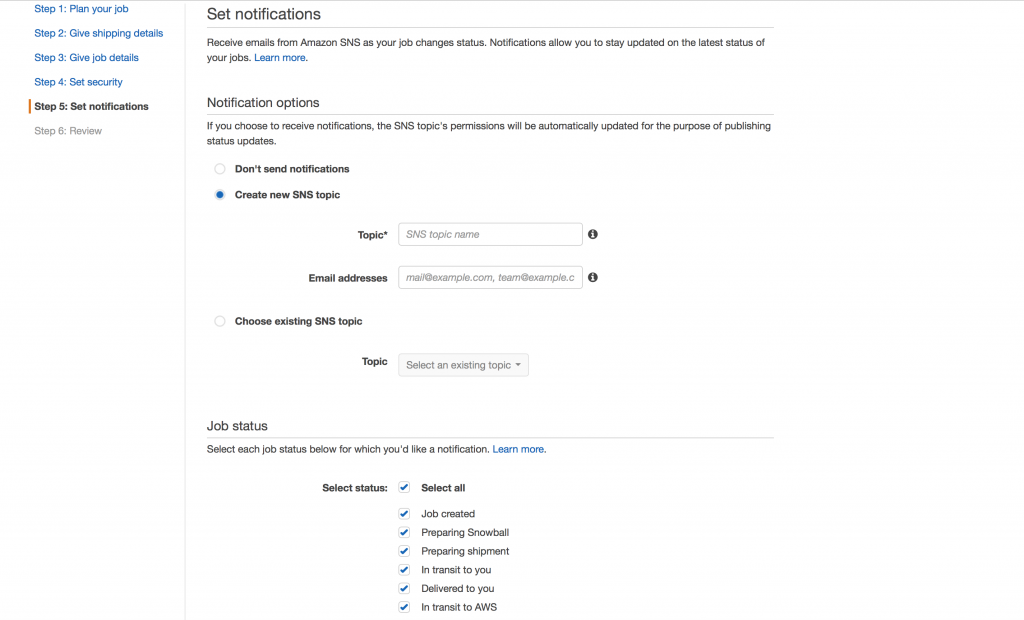 Step 1: Plan your job
Step 2: Give shipping details
Step 3: Give job details
Step 4: Set security
Step 5: Set notifications
Step 6: Review
Set notifications
Receive emails from Amazon SNS as your job changes status. Notifications allow you to stay updated on the latest status of
your jobs. Learn more.
Notification options
If you choose to receive notifications, the SNS topic's permissions will be automatically updated for the purpose of publishing
status updates.
Don't send notifications
Create new SNS topic
Topic* SNS topic name
Email addresses mail@example.com, team@example.c
Choose existing SNS topic
Topic Select an existing topic
Job status
Select each job status below for which you'd like a notification. Learn more.
Select status: Select all
Job created
Preparing Snowball
Preparing shipment
In transit to you
Delivered to you
In transit to AWS